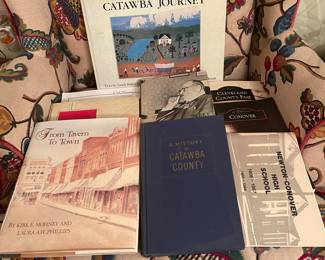 CATAWBA JOURNEY
CLEVELAND
COUNTY FAIR
CONOVER
From Tavern
To Town
BY KIRK F. MOHNEY AND
LAURA A.W. PHILLIPS
A HISTORY
OF
CATAWBA
COUNTY
NEWTON-CONOVER
HIGH
SCHOOL